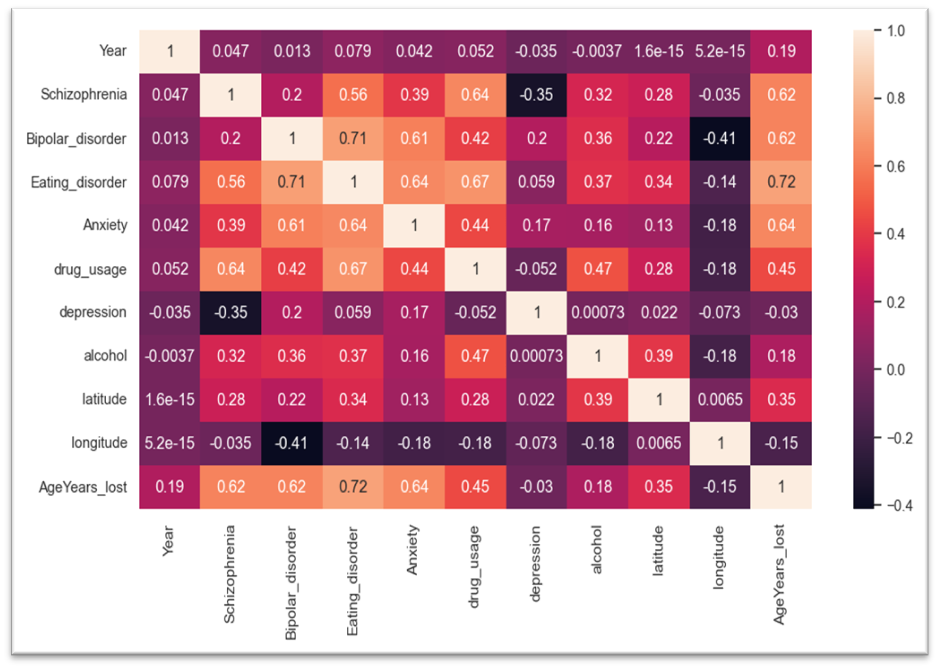 Year 1 0.047 0.013 0.079 0.042 0.052 -0.035 -0.0037 1.6e-15 5.2e-15 0.19
Schizophrenia 0.047 1 0.2 0.56 0.39 0.64 -0.35 0.32 0.28 -0.035 0.62
Bipolar_disorder 0.013 0.2 1 0.71 0.61 0.42 0.2 0.36 0.22 -0.41 0.62
Eating_disorder 0.079 0.56 0.71 1 0.64 0.67 0.059 0.37 0.34 -0.14 0.72
Anxiety 0.042 0.39 0.61 0.64 1 0.44 0.17 0.16 0.13 -0.18 0.64
drug_usage 0.052 0.64 0.42 0.67 0.44 1 -0.052 0.47 0.28 -0.18 0.45
depression -0.035 -0.35 0.2 0.059 0.17 -0.052 1 0.00073 0.022 -0.073 -0.03
alcohol -0.0037 0.32 0.36 0.37 0.16 0.47 0.00073 1 0.39 -0.18 0.18
latitude 1.6e-15 0.28 0.22 0.34 0.13 0.28 0.022 0.39 1 0.0065 0.35
longitude 5.2e-15 -0.035 -0.41 -0.14 -0.18 -0.18 -0.073 -0.18 0.0065 1 -0.15
AgeYears_lost 0.19 0.62 0.62 0.72 0.64 0.45 -0.03 0.18 0.35 -0.15 1
Year
Schizophrenia
Bipolar_disorder
Eating_disorder
Anxiety
drug_usage
depression
alcohol
latitude
longitude
AgeYears_lost
1.0
0.8
0.6
0.4
0.2
0.0
-0.2
-0.4